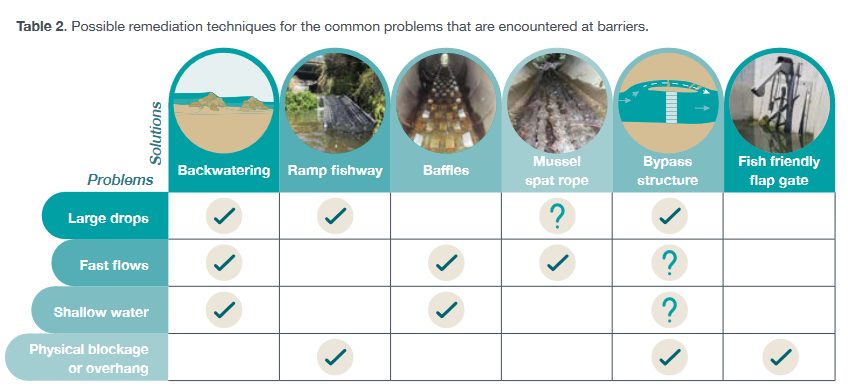 Table 2. Possible remediation techniques for the common problems that are encountered at barriers.
Solutions
Problems
Backwatering
Ramp fishway
Baffles
Mussel
spat rope
Bypass
structure
Fish friendly
flap gate
Large drops
?
Fast flows
?
Shallow water
?
Physical blockage
or overhang